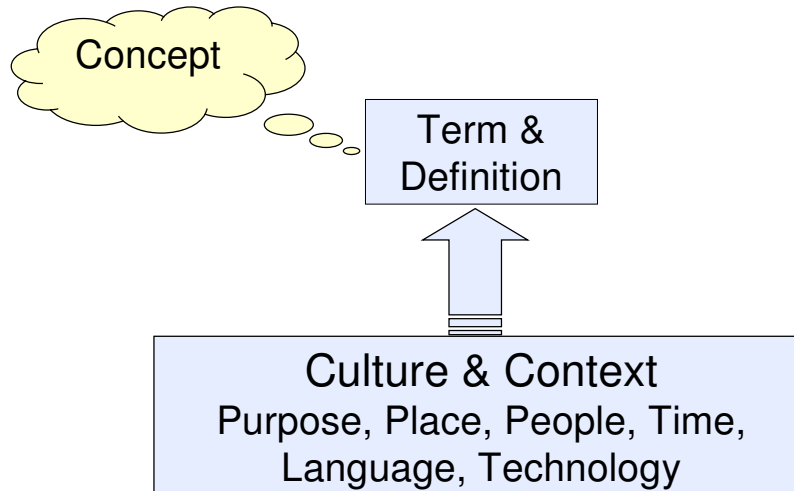 Concept
Term &
Definition
Culture & Context
Purpose, Place, People, Time,
Language, Technology